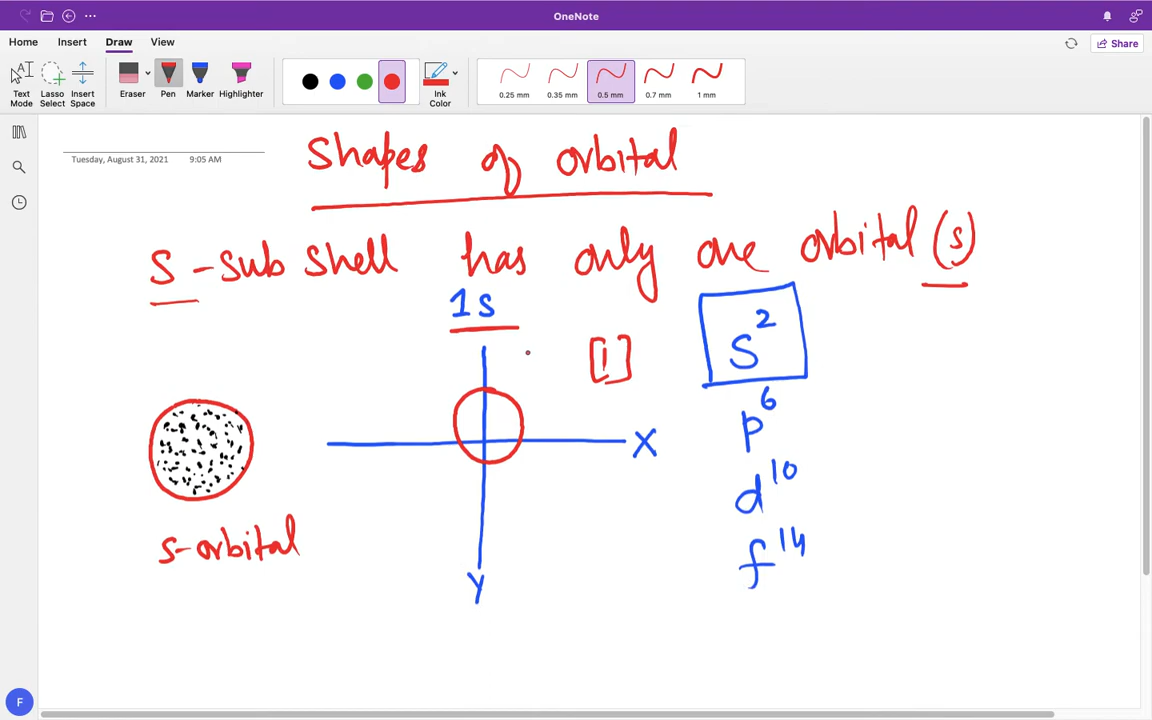 OneNote
Home Insert Draw View
Share
Text Mode
Lasso Select
Insert Space
Eraser
Pen
Marker
Highlighter
Ink Color
0.25 mm
0.35 mm
0.5 mm
0.7 mm
1 mm
Tuesday, August 31, 2021 9:05 AM
Shapes of orbital
s-sub shell has only one orbital (s)
1s
[1]
s²
p⁶
d¹⁰
f¹⁴
X
Y
s-orbital
F